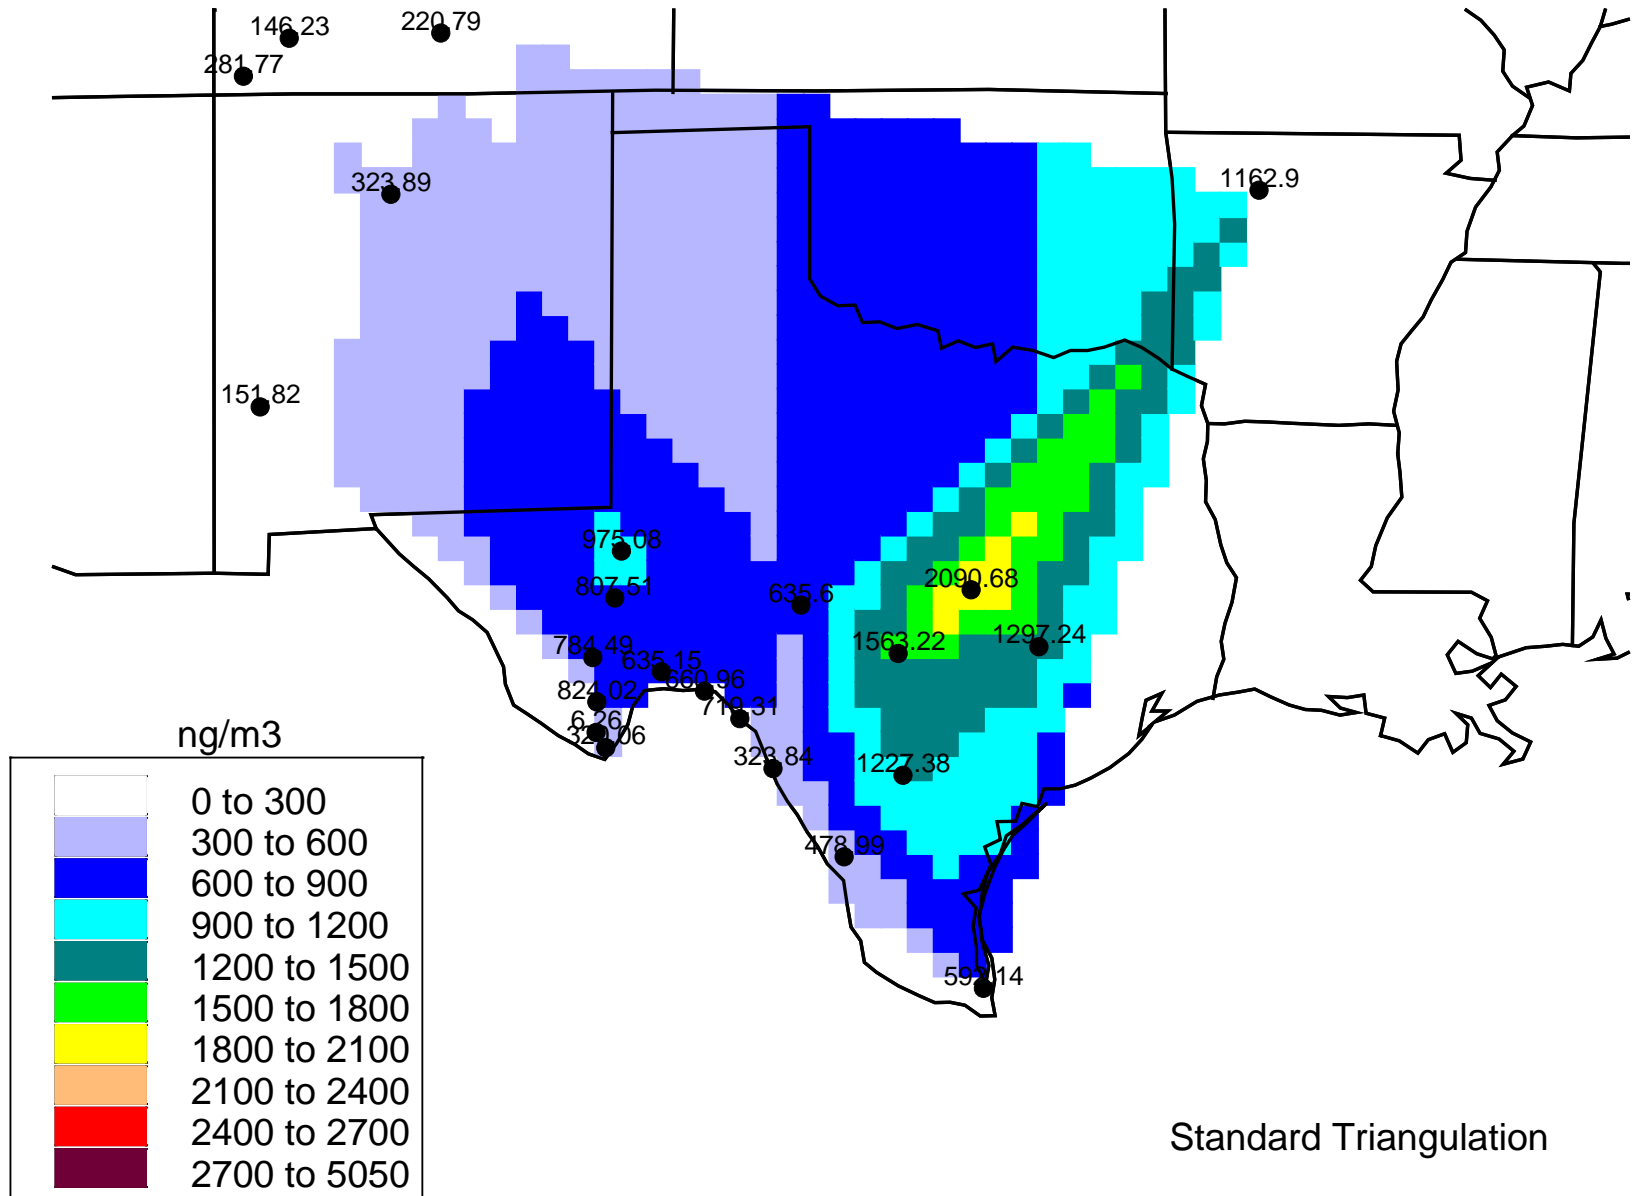 146.23
220.79
281.77
323.89
1162.9
151.82
975.08
807.51
635.6
2090.68
1563.22
1297.24
784.49
635.15
660.96
824.02
719.31
6.26
323.84
1227.38
478.99
592.14
ng/m3
0 to 300
300 to 600
600 to 900
900 to 1200
1200 to 1500
1500 to 1800
1800 to 2100
2100 to 2400
2400 to 2700
2700 to 5050
Standard Triangulation